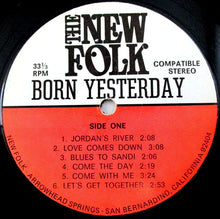 THE
NEW
FOLK
33⅓
RPM
COMPATIBLE
STEREO
BORN YESTERDAY
SIDE ONE
1. JORDAN'S RIVER 2:08
2. LOVE COMES DOWN 3:08
3. BLUES TO SANDI 2:05
4. COME THE DAY 2:19
5. COME WITH ME 3:24
6. LET'S GET TOGETHER 2:53
NEW FOLK - ARROWHEAD SPRINGS - SAN BERNARDINO, CALIFORNIA 92404